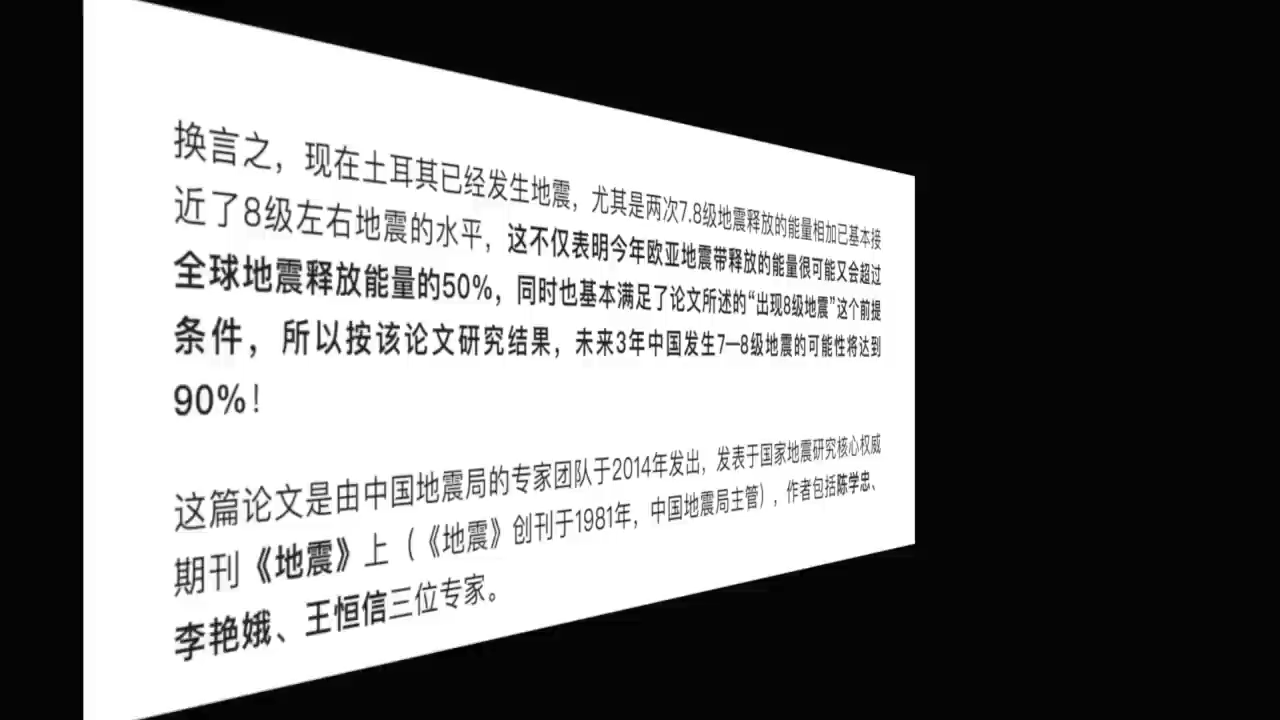 换言之，现在土耳其已经发生地震，尤其是两次7.8级地震释放的能量相加已基本接
近了8级左右地震的水平，这不仅表明今年欧亚地震带释放的能量很可能又会超过
全球地震释放能量的50%，同时也基本满足了论文所述的“出现8级地震”这个前提
条件，所以按该论文研究结果，未来3年中国发生7—8级地震的可能性将达到
90%！
这篇论文是由中国地震局的专家团队于2014年发出，发表于国家地震研究核心权威
期刊《地震》上（《地震》创刊于1981年，中国地震局主管），作者包括陈学忠、
李艳娥、王恒信三位专家。